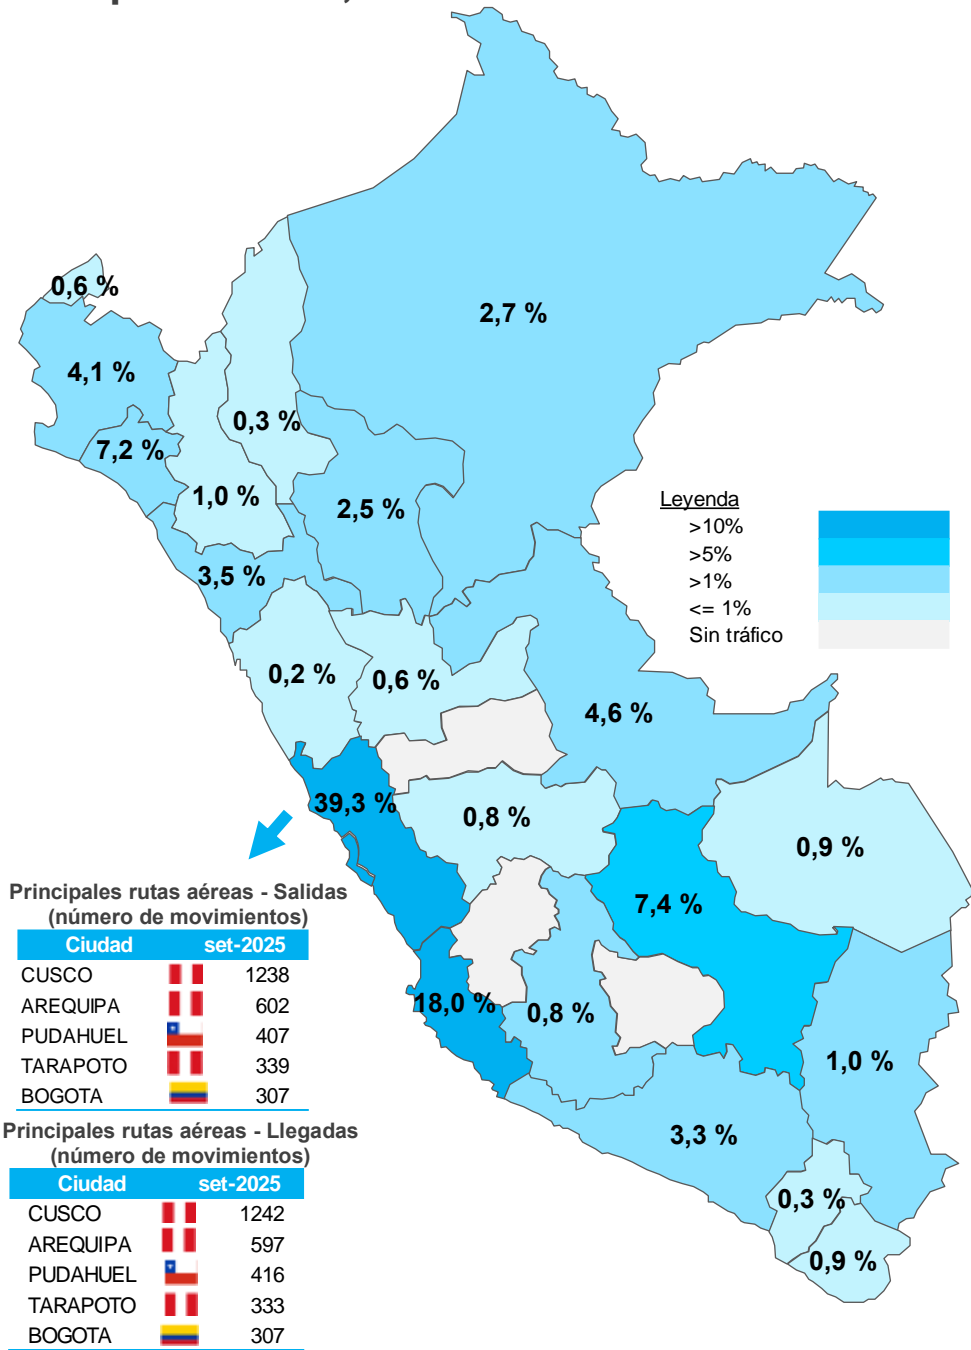 0,6 %
2,7 %
4,1 %
0,3 %
7,2 %
1,0 %
2,5 %
Leyenda
>10%
>5%
>1%
<= 1%
Sin tráfico
3,5 %
0,2 %
0,6 %
4,6 %
39,3 %
0,8 %
0,9 %
7,4 %
18,0 %
0,8 %
1,0 %
3,3 %
0,3 %
0,9 %
Principales rutas aéreas - Salidas
(número de movimientos)
Ciudad set-2025
CUSCO 1238
AREQUIPA 602
PUDAHUEL 407
TARAPOTO 339
BOGOTA 307
Principales rutas aéreas - Llegadas
(número de movimientos)
Ciudad set-2025
CUSCO 1242
AREQUIPA 597
PUDAHUEL 416
TARAPOTO 333
BOGOTA 307